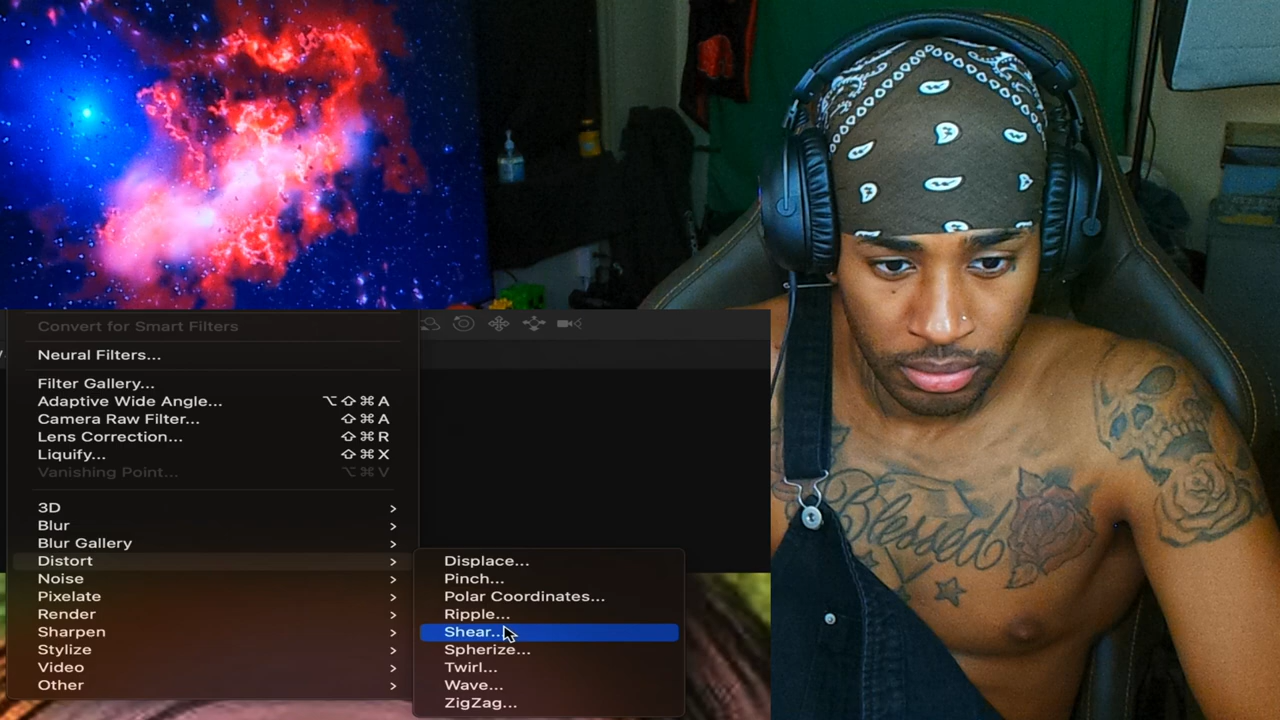 Convert for Smart Filters
Neural Filters...
Filter Gallery...
Adaptive Wide Angle... ⌥⇧⌘A
Camera Raw Filter... ⇧⌘A
Lens Correction... ⇧⌘R
Liquify... ⇧⌘X
Vanishing Point... ⌥⌘V
3D >
Blur >
Blur Gallery >
Distort >
Noise >
Pixelate >
Render >
Sharpen >
Stylize >
Video >
Other >
Displace...
Pinch...
Polar Coordinates...
Ripple...
Shear...
Spherize...
Twirl...
Wave...
ZigZag...
Blessed